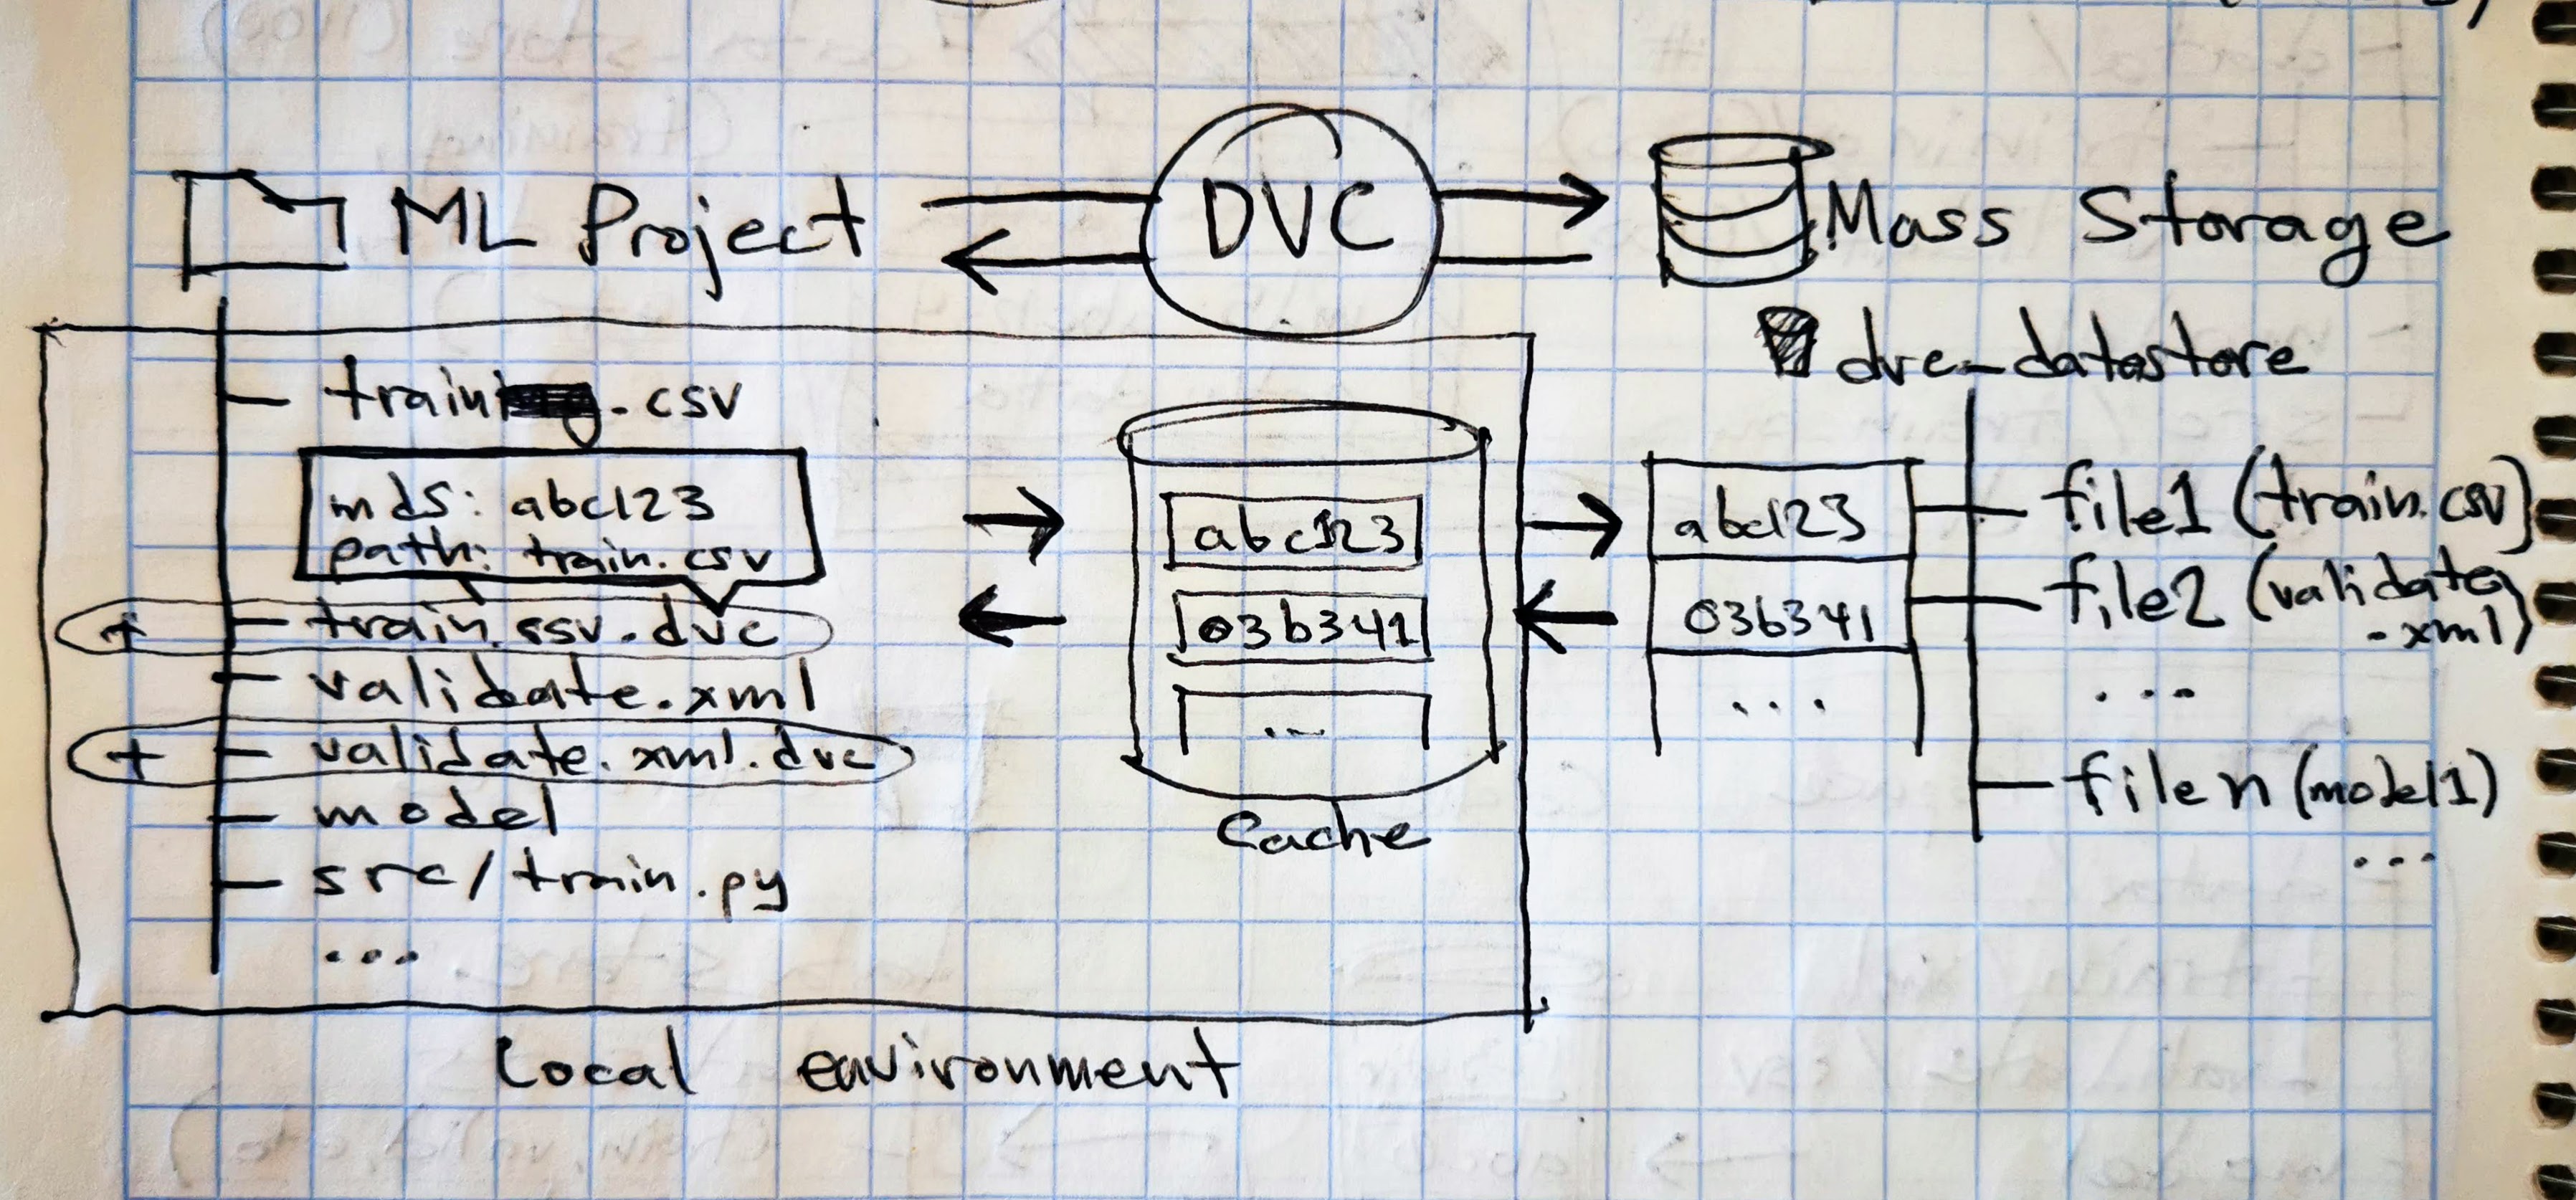 ML Project
DVC
Mass Storage
dvc-datastore
train.csv
md5: abc123
path: train.csv
+ train.csv.dvc
validate.xml
+ validate.xml.dvc
model
src/train.py
...
abc123
03b341
...
Cache
abc123
03b341
...
file1 (train.csv)
file2 (validate
.xml)
...
file n (model1)
...
Local environment